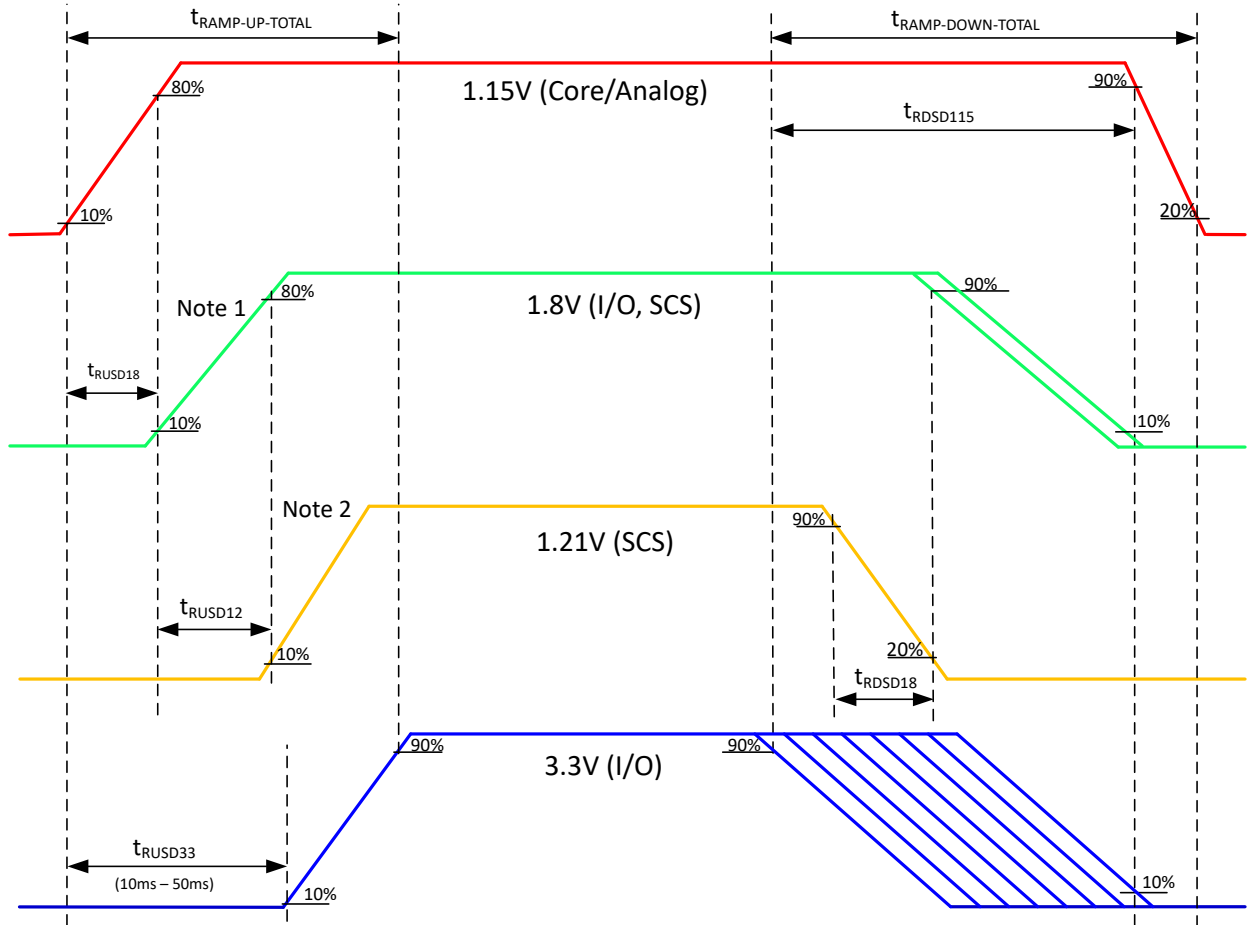 tRAMP-UP-TOTAL
tRAMP-DOWN-TOTAL
80%
1.15V (Core/Analog)
90%
tRDSD115
10%
20%
Note 1
80%
1.8V (I/O, SCS)
90%
tRUSD18
10%
10%
Note 2
1.21V (SCS)
90%
tRUSD12
10%
20%
tRDSD18
90%
3.3V (I/O)
90%
tRUSD33
(10ms – 50ms)
10%
10%